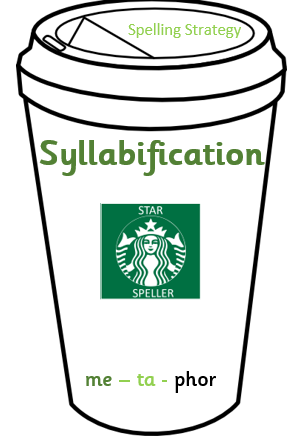 Spelling Strategy
Syllabification
STAR
SPELLER
me – ta - phor